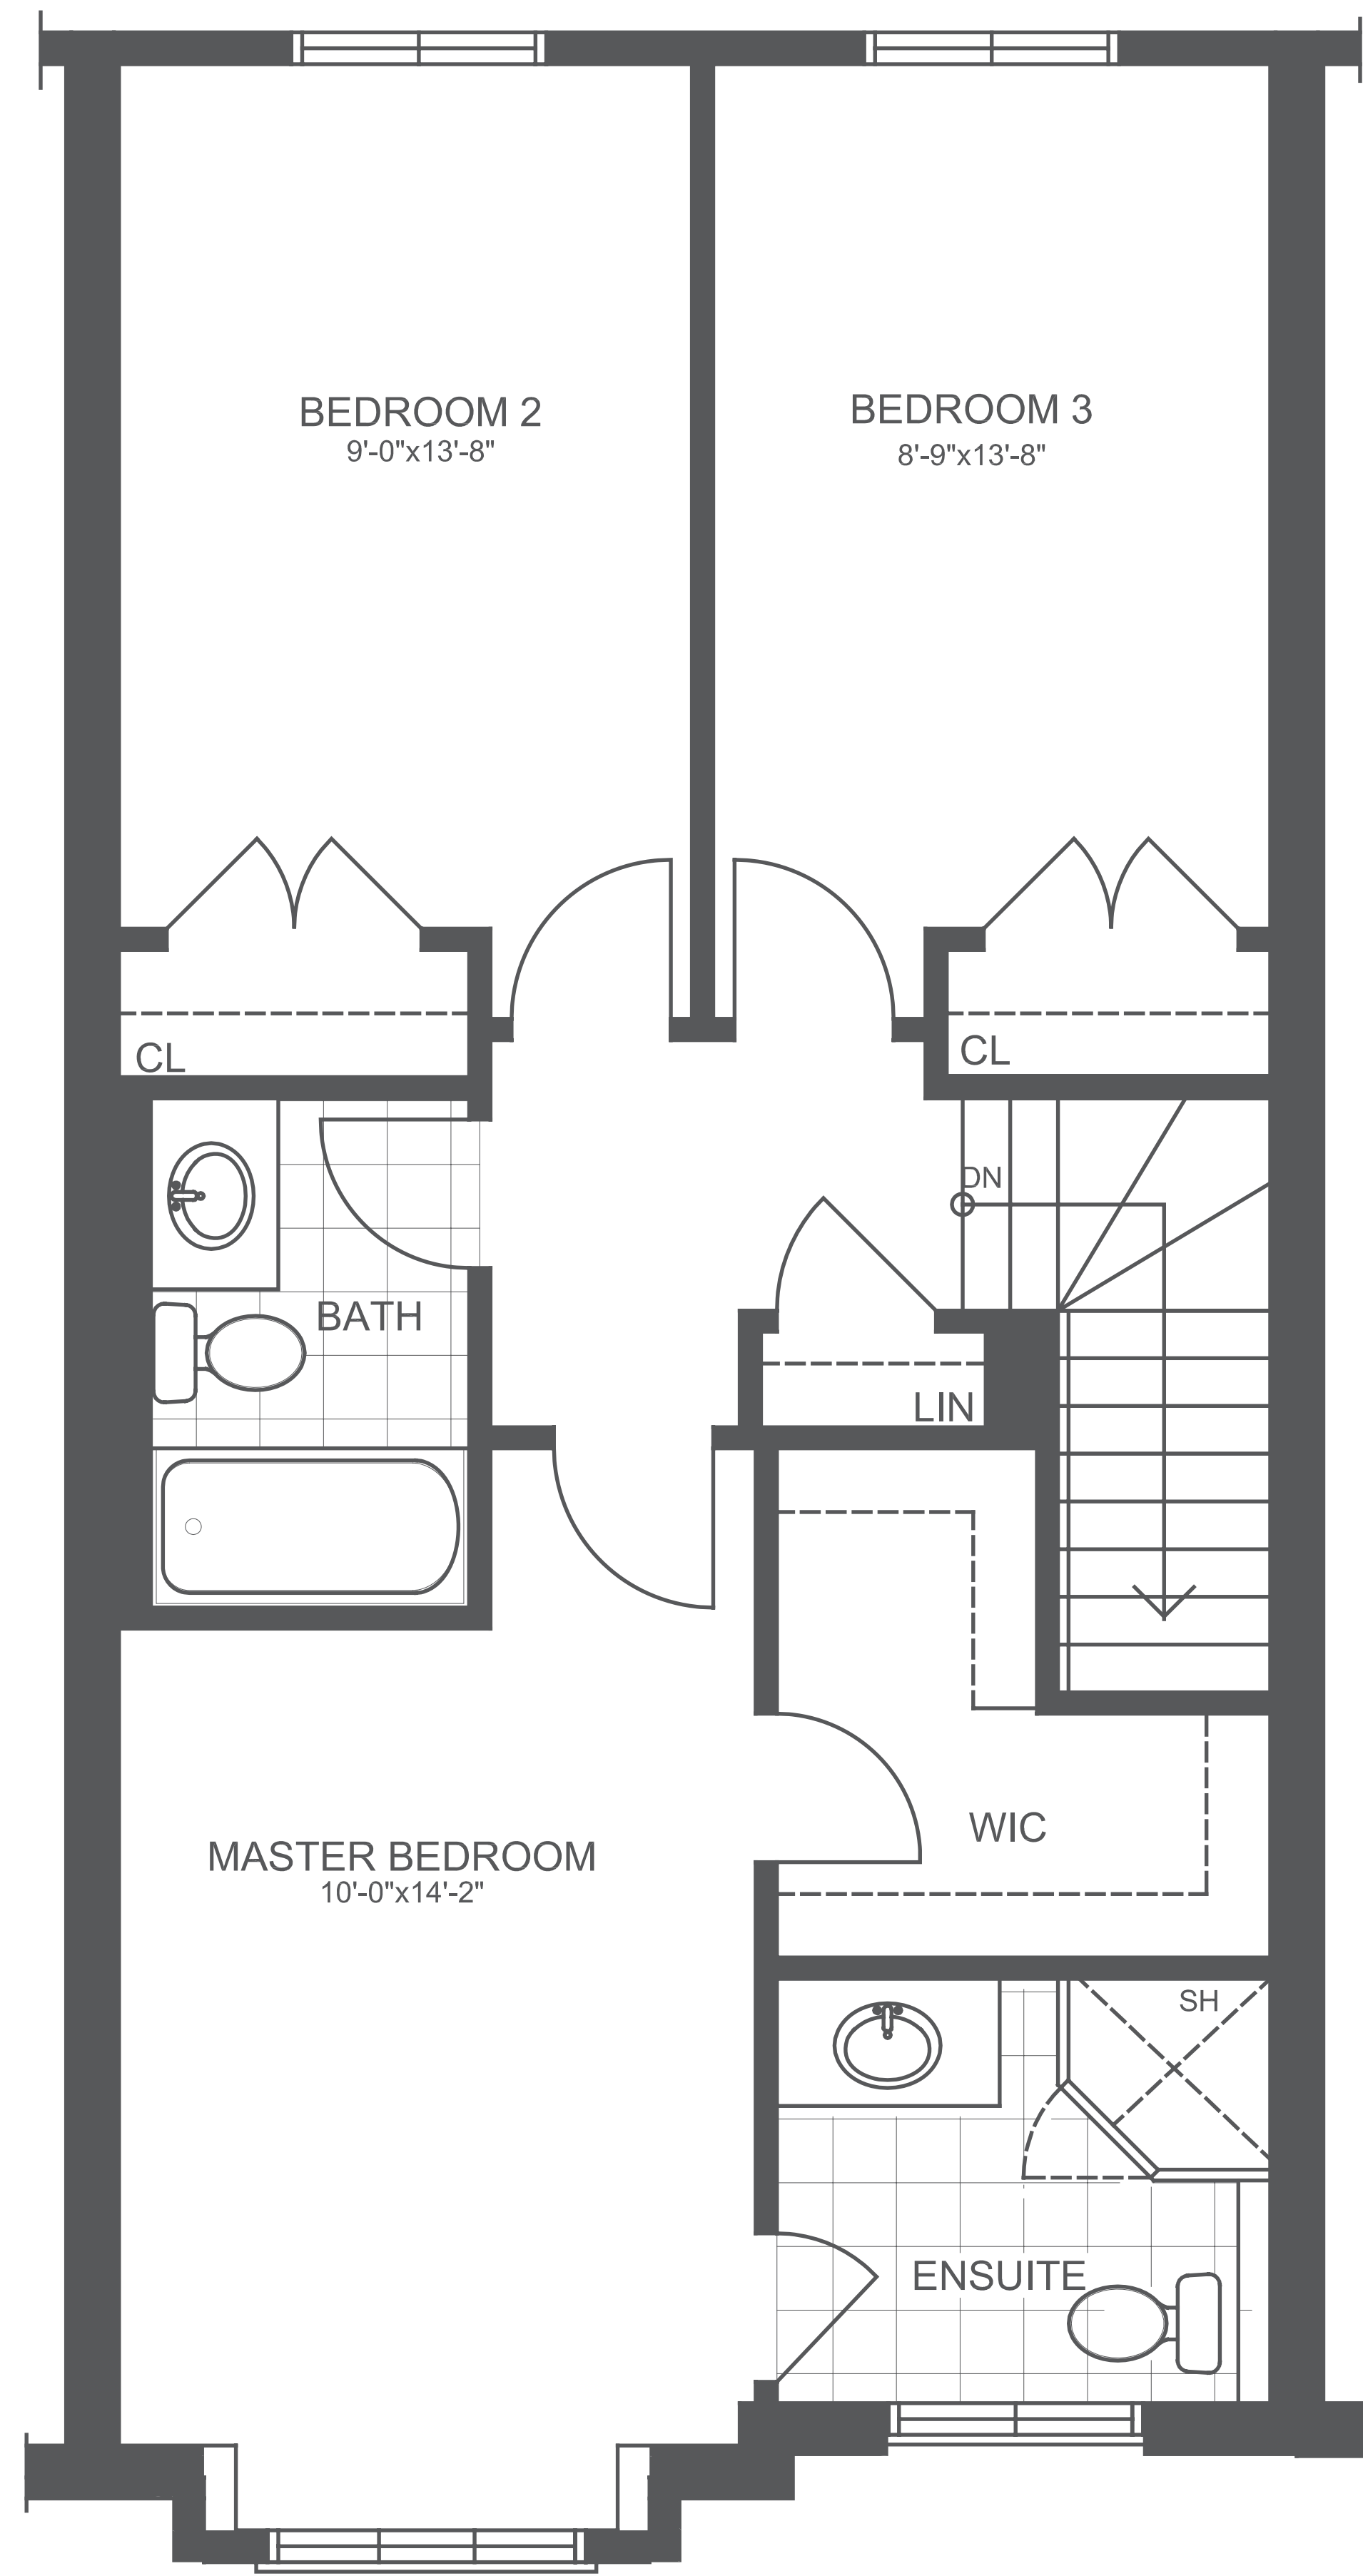 BEDROOM 2
9'-0"x13'-8"
BEDROOM 3
8'-9"x13'-8"
CL
CL
DN
BATH
LIN
WIC
MASTER BEDROOM
10'-0"x14'-2"
SH
ENSUITE